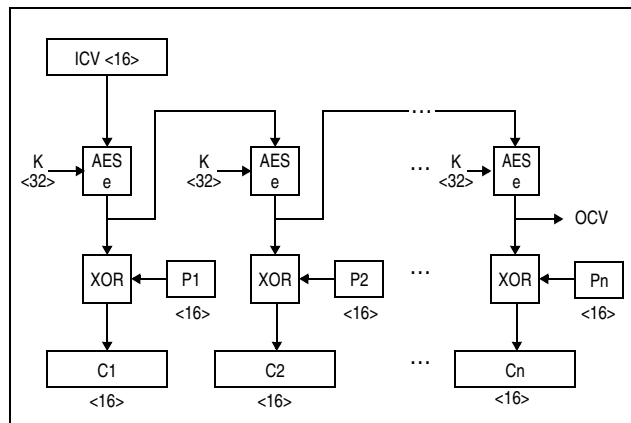 ICV <16>
...
K
<32>
AES
e
K
<32>
AES
e
...
K
<32>
AES
e
OCV
XOR
P1
<16>
XOR
P2
<16>
...
XOR
Pn
<16>
C1
<16>
C2
<16>
...
Cn
<16>